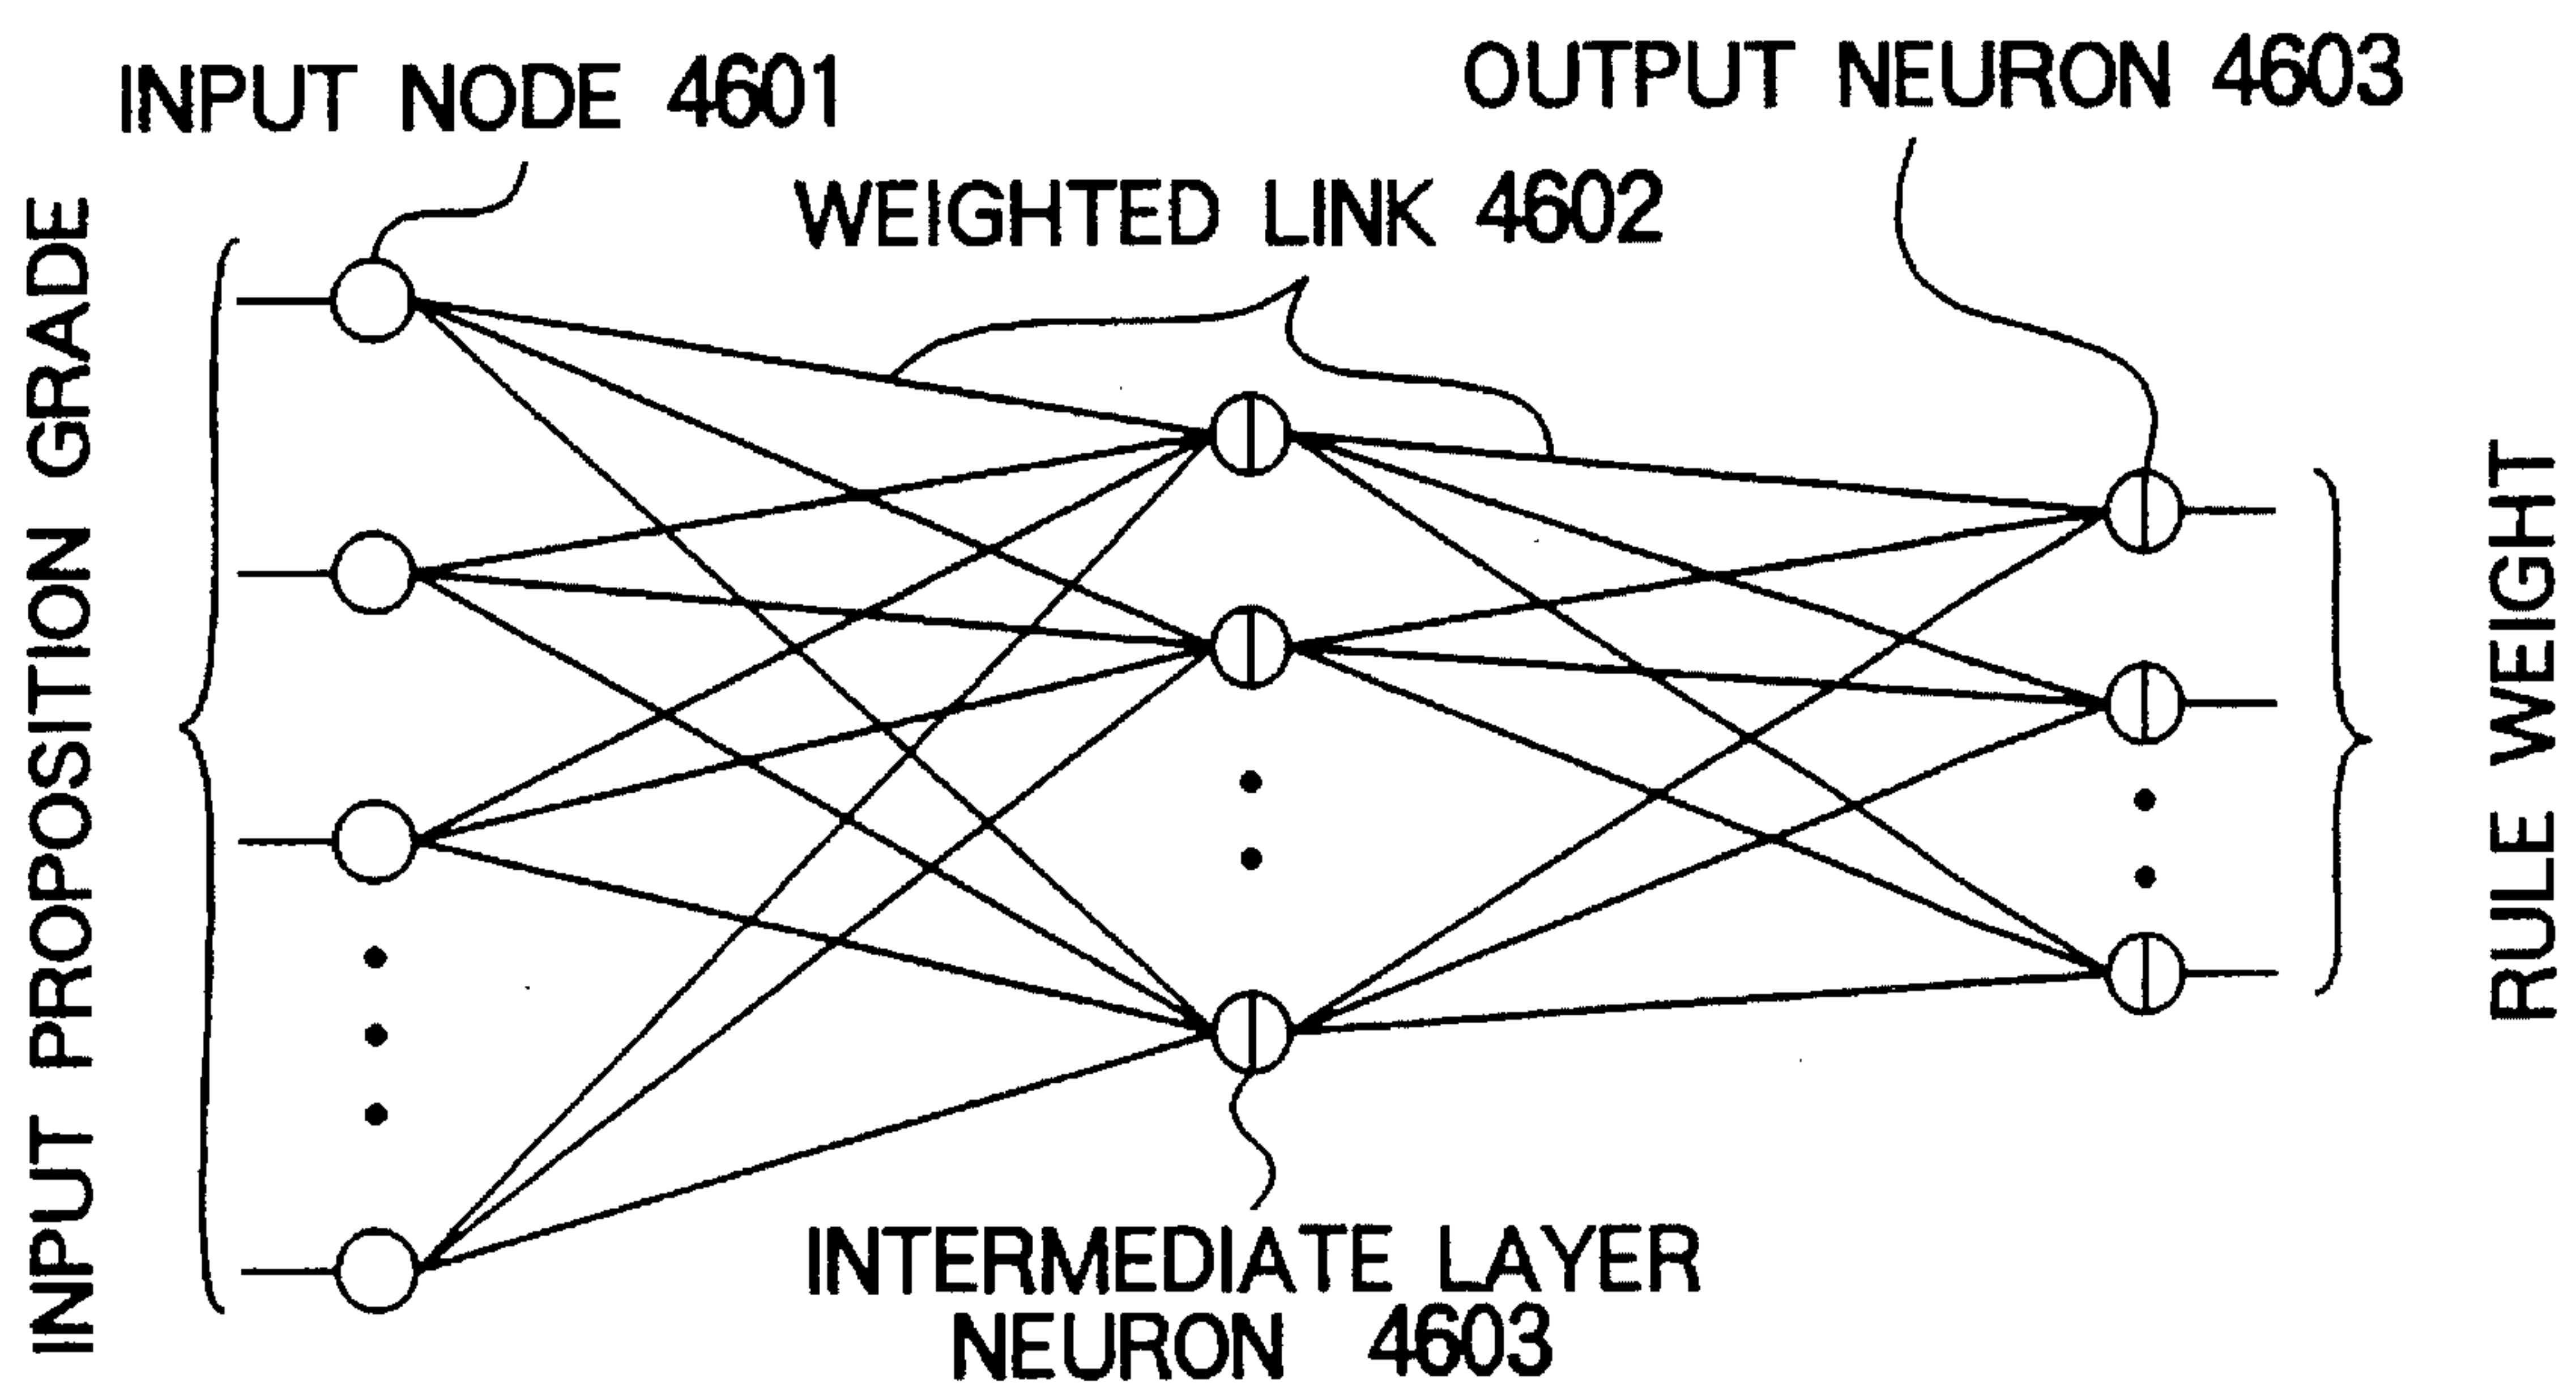 INPUT NODE 4601
OUTPUT NEURON 4603
WEIGHTED LINK 4602
INPUT PROPOSITION GRADE
RULE WEIGHT
INTERMEDIATE LAYER
NEURON 4603